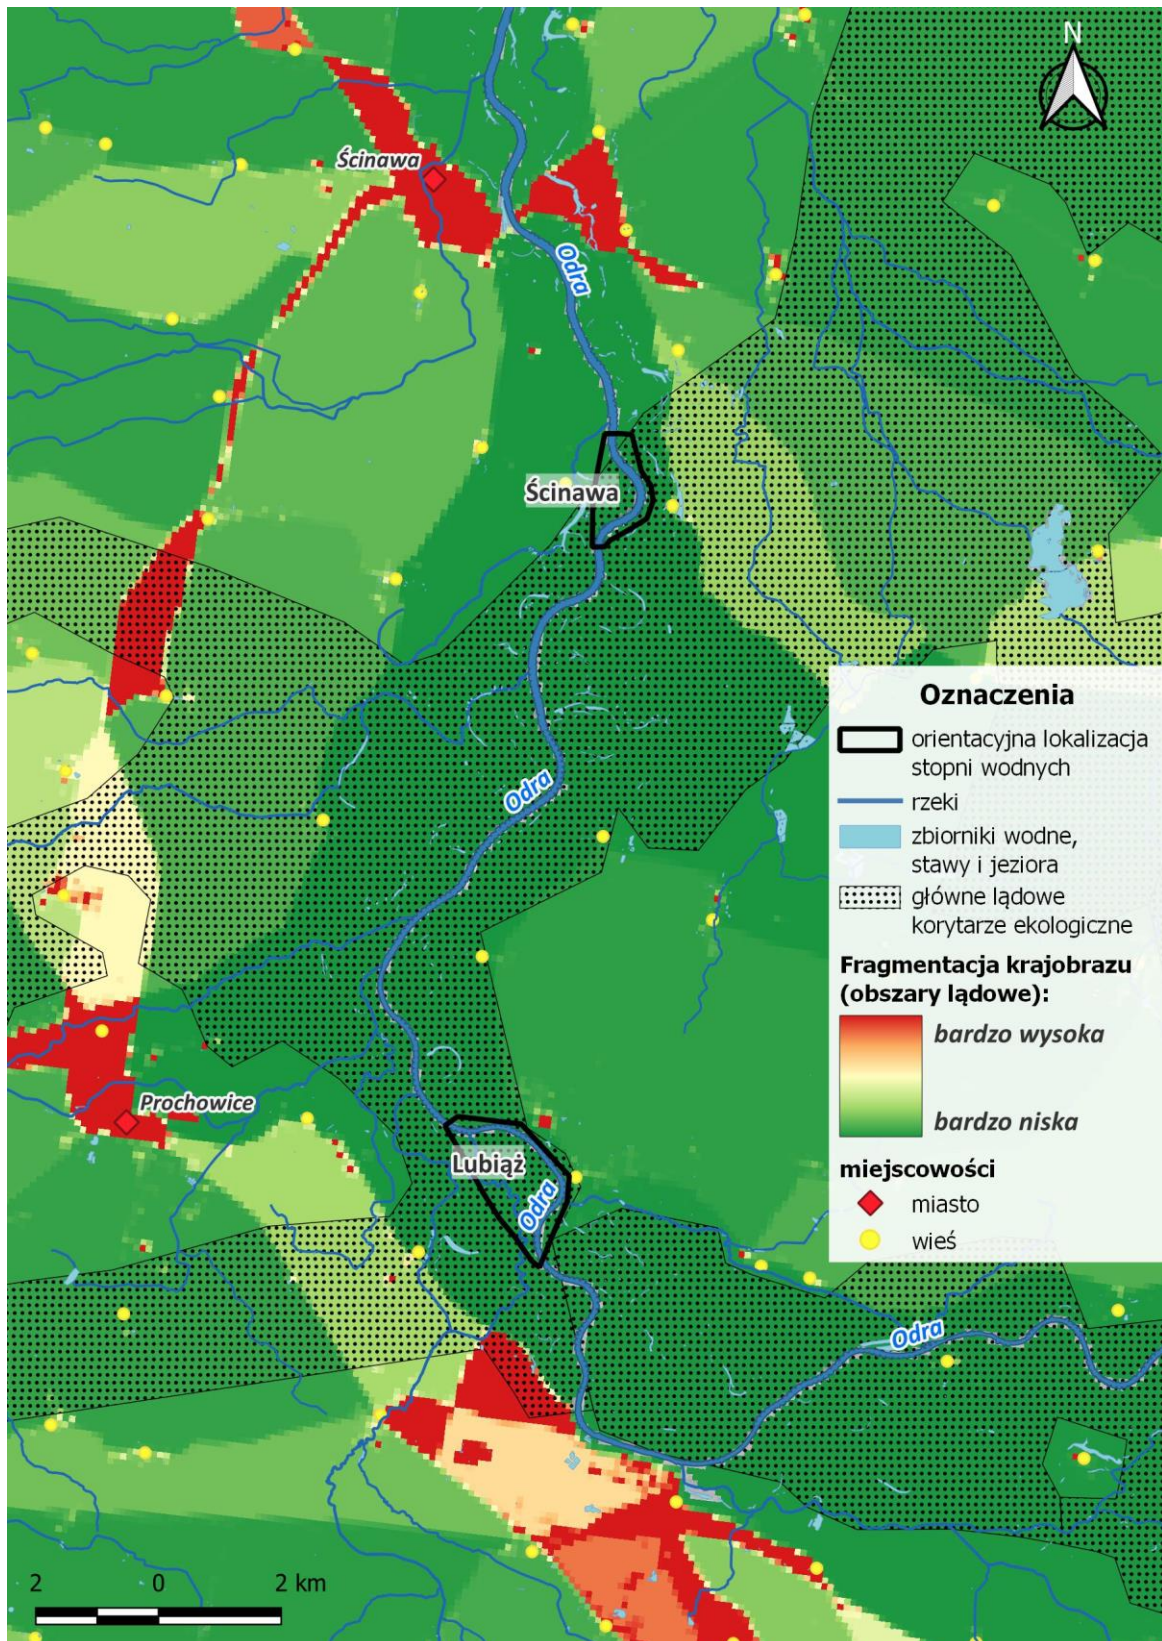 N
Ścinawa
Odra
Ścinawa
Odra
Oznaczenia
orientacyjna lokalizacja
stopni wodnych
rzeki
zbiorniki wodne,
stawy i jeziora
główne lądowe
korytarze ekologiczne
Fragmentacja krajobrazu
(obszary lądowe):
bardzo wysoka
bardzo niska
miejscowości
miasto
wieś
Prochowice
Lubiąż
Odra
Odra
2 0 2 km